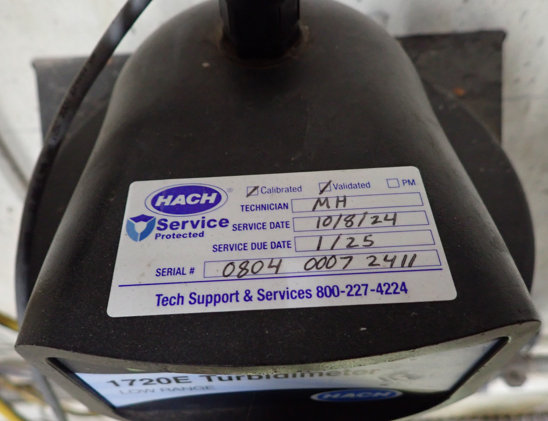 HACH®
Calibrated Validated PM
TECHNICIAN MH
Service Protected
SERVICE DATE 10/8/24
SERVICE DUE DATE 1/25
SERIAL # 0804 0007 2411
Tech Support & Services 800-227-4224
1720E Turbidimeter
LOW RANGE
HACH